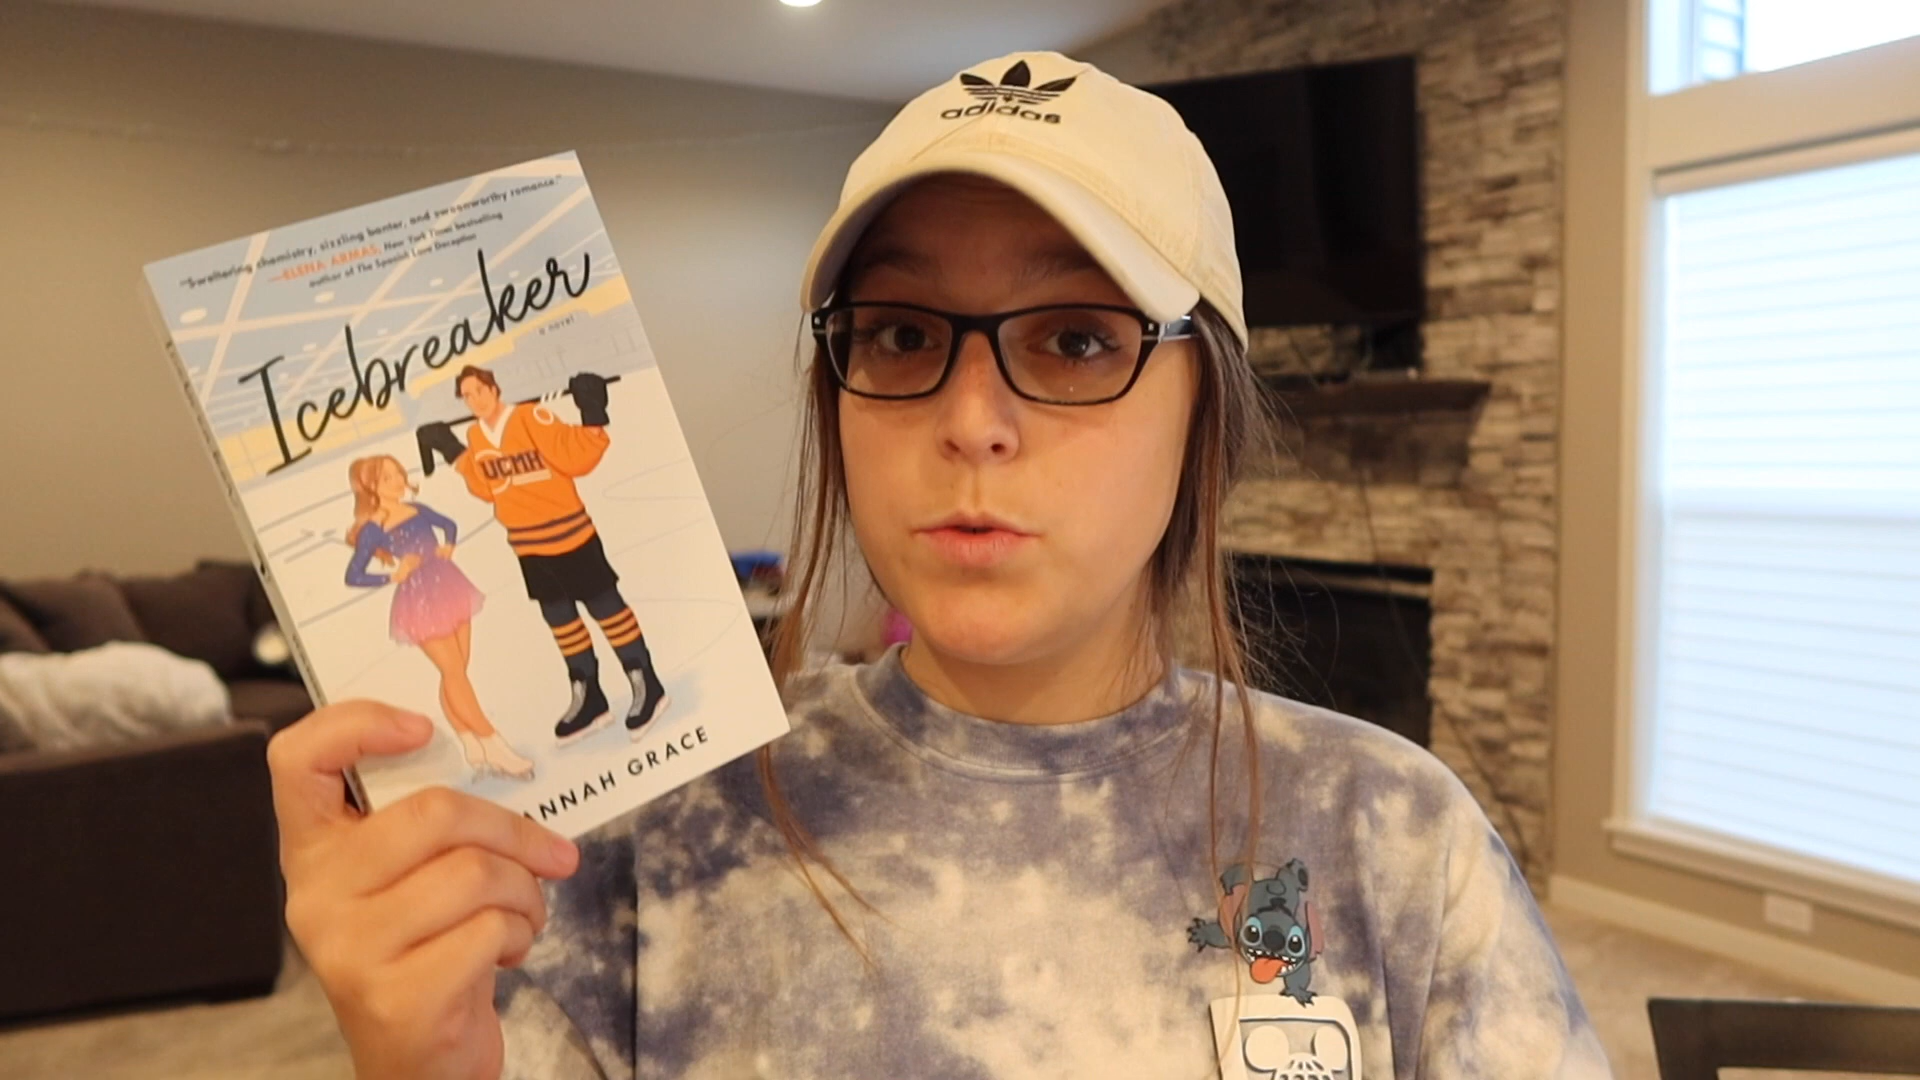 "Sweltering chemistry, sizzling banter, and swoonworthy romance."
—ELENA ARMAS, New York Times bestselling
author of The Spanish Love Deception
Icebreaker
a novel
UCMH
ANNAH GRACE
adidas